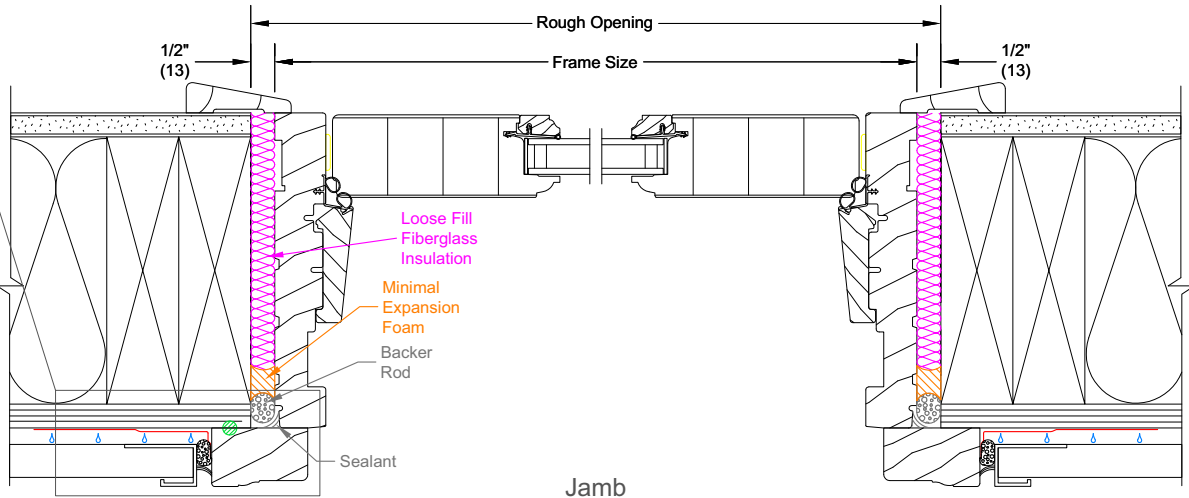 Rough Opening
1/2"
(13)
Frame Size
1/2"
(13)
Loose Fill
Fiberglass
Insulation
Minimal
Expansion
Foam
Backer
Rod
Sealant
Jamb